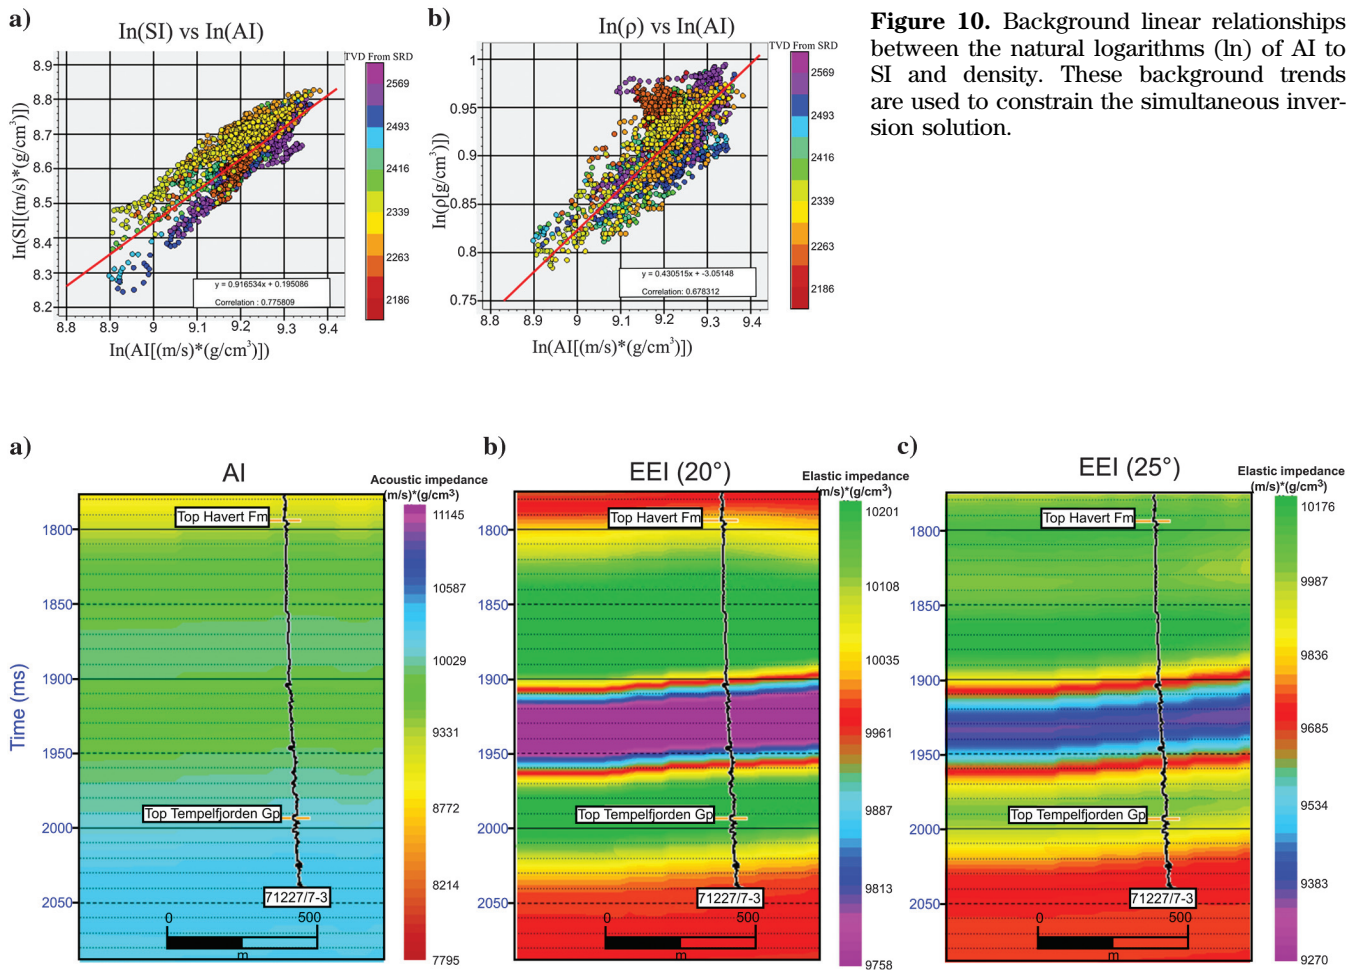 a)
ln(SI) vs ln(AI)
TVD From SRD
ln(SI[(m/s)*(g/cm³)])
8.9
8.8
8.7
8.6
8.5
8.4
8.3
8.2
y = 0.916534x + 0.195086
Correlation : 0.775809
8.8 8.9 9 9.1 9.2 9.3 9.4
ln(AI[(m/s)*(g/cm³)])
2569
2493
2416
2339
2263
2186
b)
ln(ρ) vs ln(AI)
TVD From SRD
ln(ρ[g/cm³)])
1
0.95
0.9
0.85
0.8
0.75
y = 0.430515x + -3.05148
Correlation: 0.678312
8.8 8.9 9 9.1 9.2 9.3 9.4
ln(AI[(m/s)*(g/cm³)])
2569
2493
2416
2339
2263
2186
Figure 10. Background linear relationships
between the natural logarithms (ln) of AI to
SI and density. These background trends
are used to constrain the simultaneous inver-
sion solution.
a)
AI
Acoustic impedance
(m/s)*(g/cm³)
Time (ms)
1800
1850
1900
1950
2000
2050
Top Havert Fm
Top Tempelfjorden Gp
71227/7-3
0 500
m
11145
10587
10029
9331
8772
8214
7795
b)
EEI (20°)
Elastic impedance
(m/s)*(g/cm³)
1800
1850
1900
1950
2000
2050
Top Havert Fm
Top Tempelfjorden Gp
71227/7-3
0 500
m
10201
10108
10035
9961
9887
9813
9758
c)
EEI (25°)
Elastic impedance
(m/s)*(g/cm³)
1800
1850
1900
1950
2000
2050
Top Havert Fm
Top Tempelfjorden Gp
71227/7-3
0 500
m
10176
9987
9836
9685
9534
9383
9270